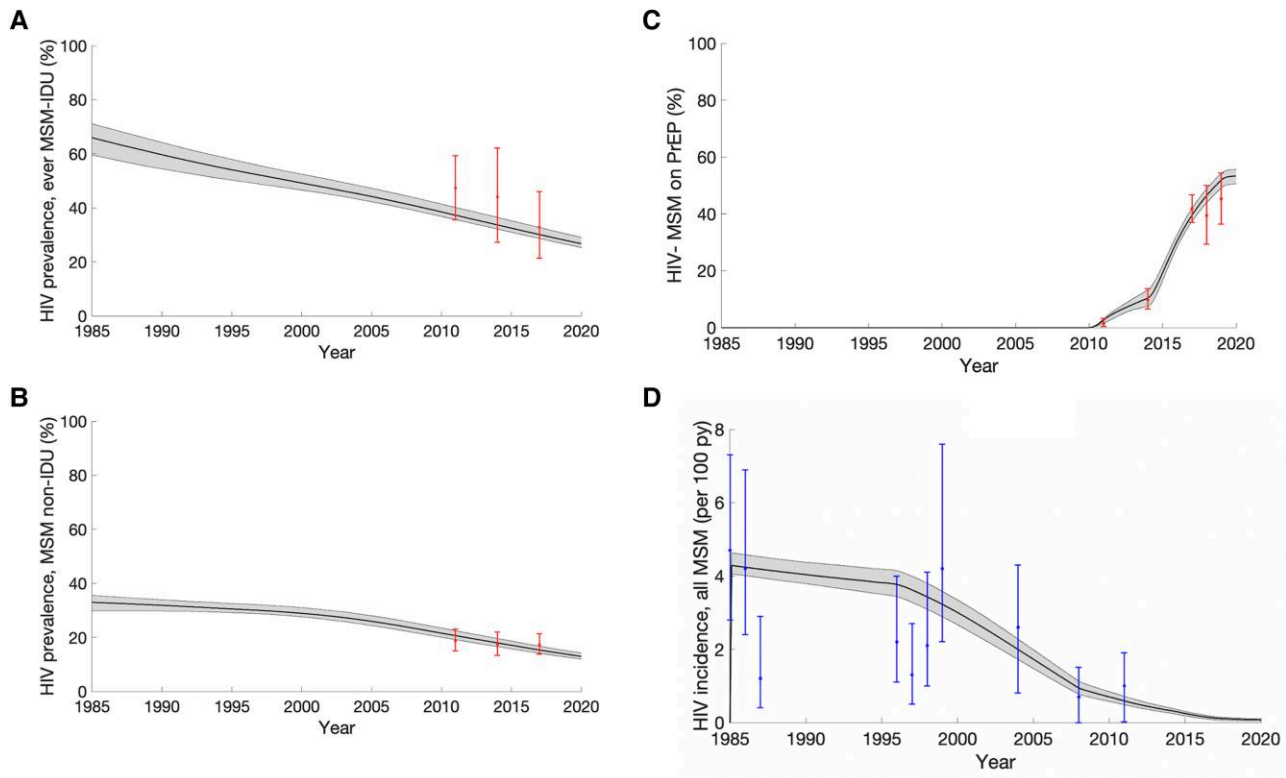 A
HIV prevalence, ever MSM-IDU (%)
100
80
60
40
20
0
1985 1990 1995 2000 2005 2010 2015 2020
Year
B
HIV prevalence, MSM non-IDU (%)
100
80
60
40
20
0
1985 1990 1995 2000 2005 2010 2015 2020
Year
C
HIV- MSM on PrEP (%)
100
80
60
40
20
0
1985 1990 1995 2000 2005 2010 2015 2020
Year
D
HIV incidence, all MSM (per 100 py)
8
6
4
2
0
1985 1990 1995 2000 2005 2010 2015 2020
Year